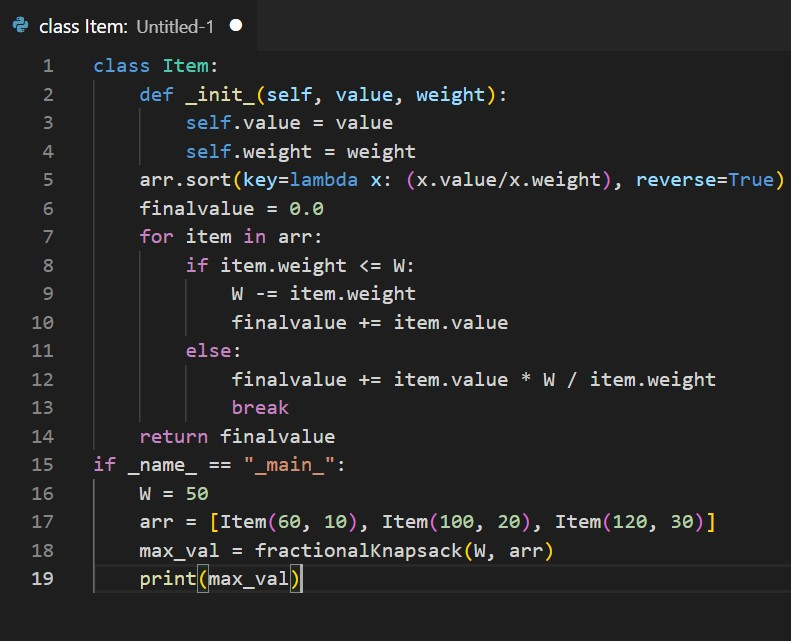 class Item: Untitled-1
1 class Item:
2     def _init_(self, value, weight):
3         self.value = value
4         self.weight = weight
5     arr.sort(key=lambda x: (x.value/x.weight), reverse=True)
6     finalvalue = 0.0
7     for item in arr:
8         if item.weight <= W:
9             W -= item.weight
10             finalvalue += item.value
11         else:
12             finalvalue += item.value * W / item.weight
13             break
14     return finalvalue
15 if _name_ == "_main_":
16     W = 50
17     arr = [Item(60, 10), Item(100, 20), Item(120, 30)]
18     max_val = fractionalKnapsack(W, arr)
19     print(max_val)